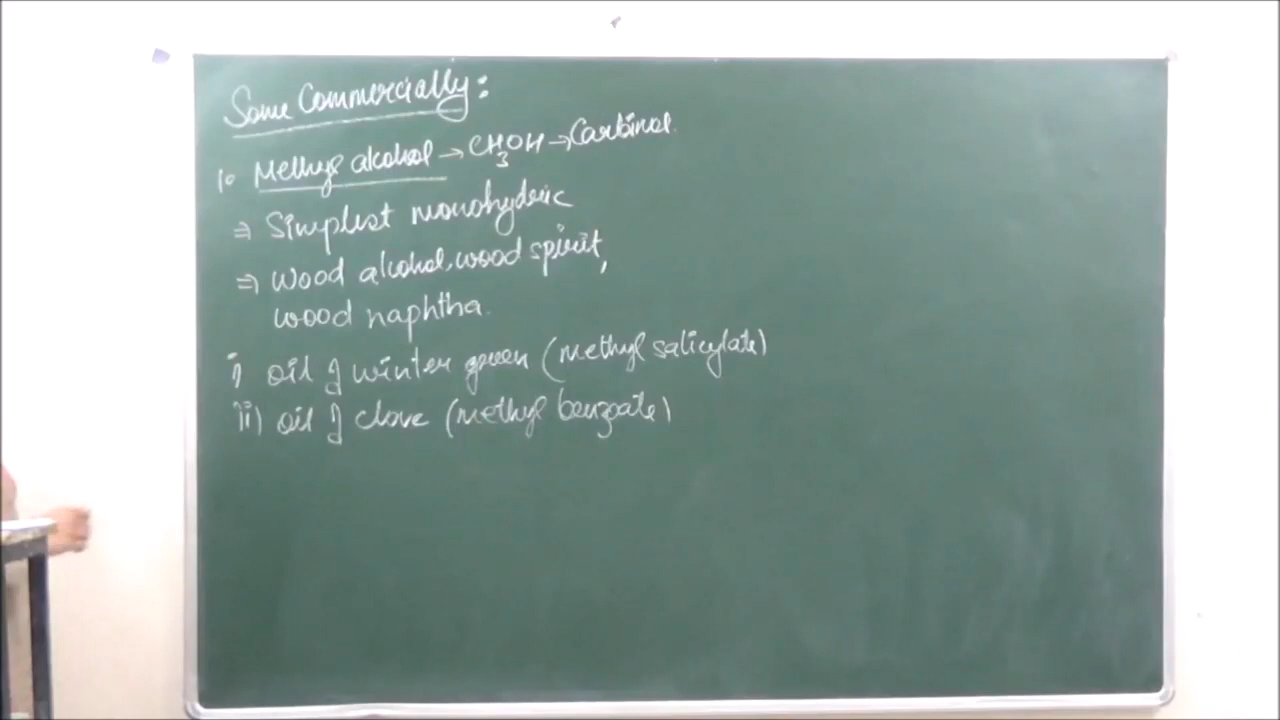 Some Commercially:
1. Methyl alcohol → CH3OH → Carbinol.
⇒ Simplest monohydric
⇒ Wood alcohol, wood spirit,
wood naphtha.
i) oil of winter green (methyl salicylate)
ii) oil of clove (methyl benzoate)